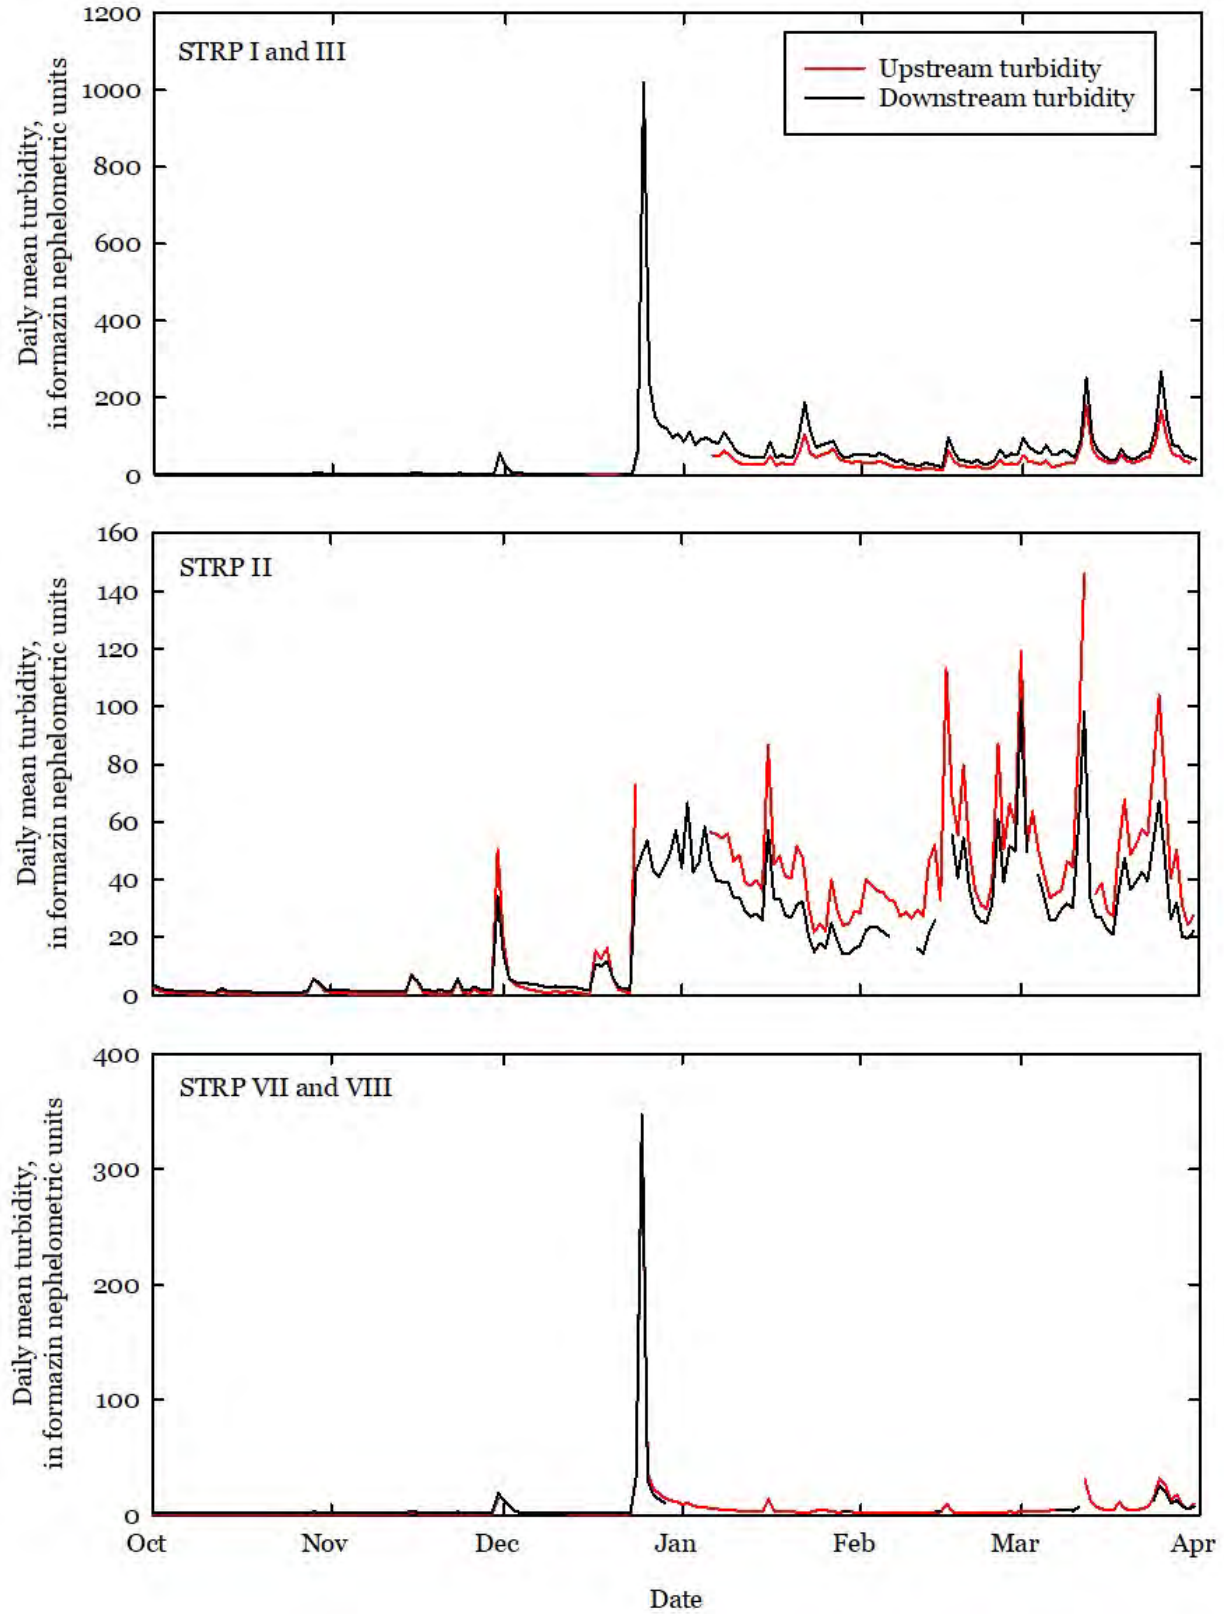 1200
STRP I and III
Upstream turbidity
Downstream turbidity
1000
800
600
400
200
0
Daily mean turbidity,
in formazin nephelometric units
160
STRP II
140
120
100
80
60
40
20
0
Daily mean turbidity,
in formazin nephelometric units
400
STRP VII and VIII
300
200
100
0
Daily mean turbidity,
in formazin nephelometric units
Oct Nov Dec Jan Feb Mar Apr
Date